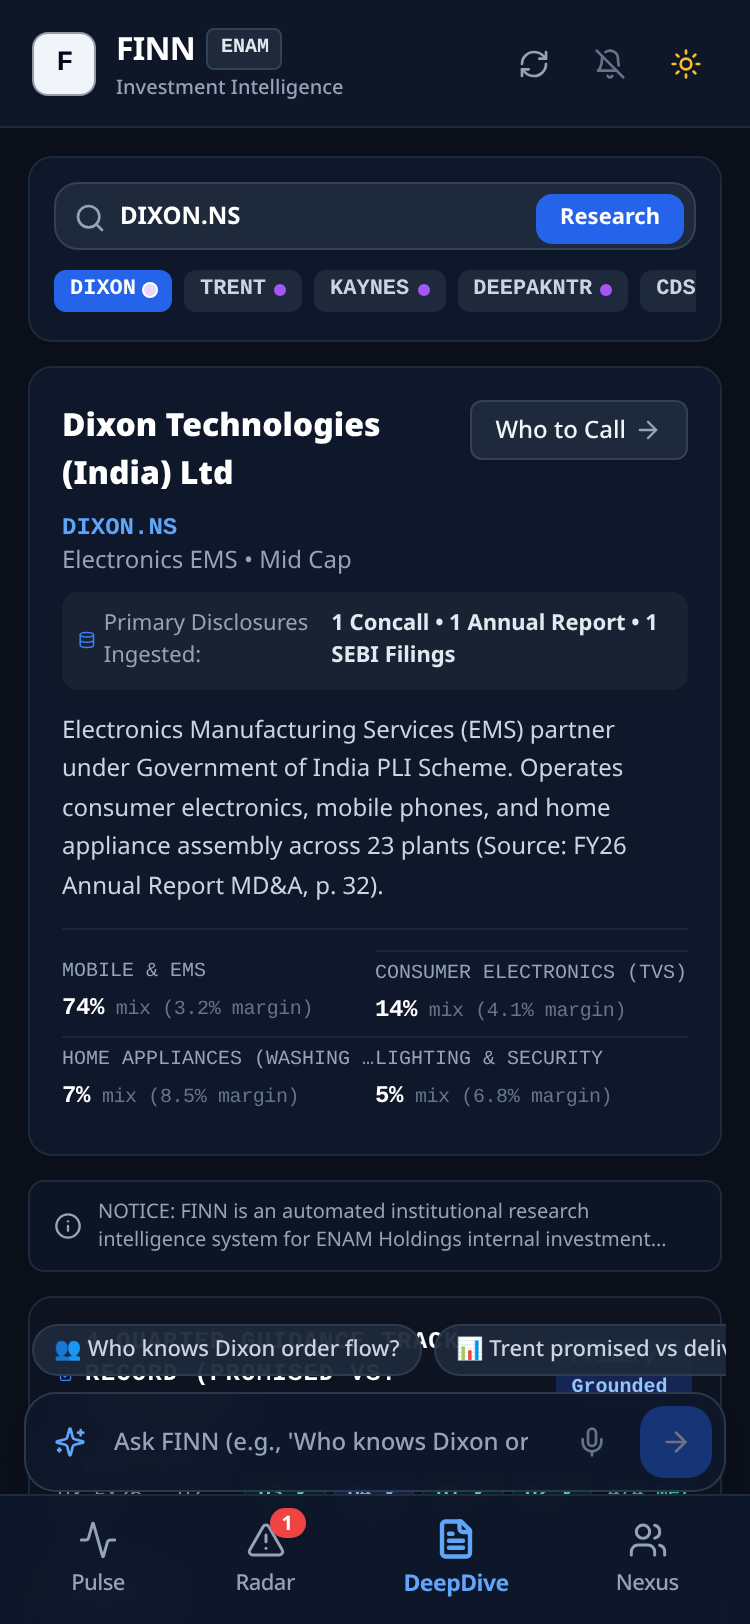 F
FINN ENAM
Investment Intelligence
DIXON.NS
Research
DIXON TRENT KAYNES DEEPAKNTR CDS
Dixon Technologies
(India) Ltd
Who to Call
DIXON.NS
Electronics EMS • Mid Cap
Primary Disclosures
Ingested:
1 Concall • 1 Annual Report • 1
SEBI Filings
Electronics Manufacturing Services (EMS) partner
under Government of India PLI Scheme. Operates
consumer electronics, mobile phones, and home
appliance assembly across 23 plants (Source: FY26
Annual Report MD&A, p. 32).
MOBILE & EMS
74% mix (3.2% margin)
CONSUMER ELECTRONICS (TVS)
14% mix (4.1% margin)
HOME APPLIANCES (WASHING …
7% mix (8.5% margin)
LIGHTING & SECURITY
5% mix (6.8% margin)
NOTICE: FINN is an automated institutional research
intelligence system for ENAM Holdings internal investment...
QUARTER GUIDANCE TRACK
RECORD (PROMISED VS.
Grounded
👥 Who knows Dixon order flow?
📊 Trent promised vs deliv
Ask FINN (e.g., 'Who knows Dixon or
1
Pulse
Radar
DeepDive
Nexus